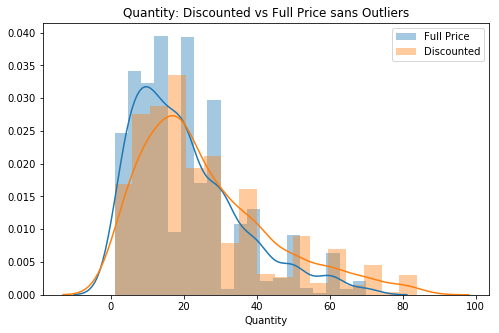 Quantity: Discounted vs Full Price sans Outliers
Full Price
Discounted
0.040
0.035
0.030
0.025
0.020
0.015
0.010
0.005
0.000
0 20 40 60 80 100
Quantity